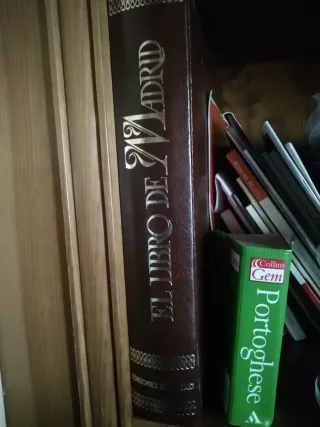 EL LIBRO DE MADRID
Collins
Gem
Portoghese